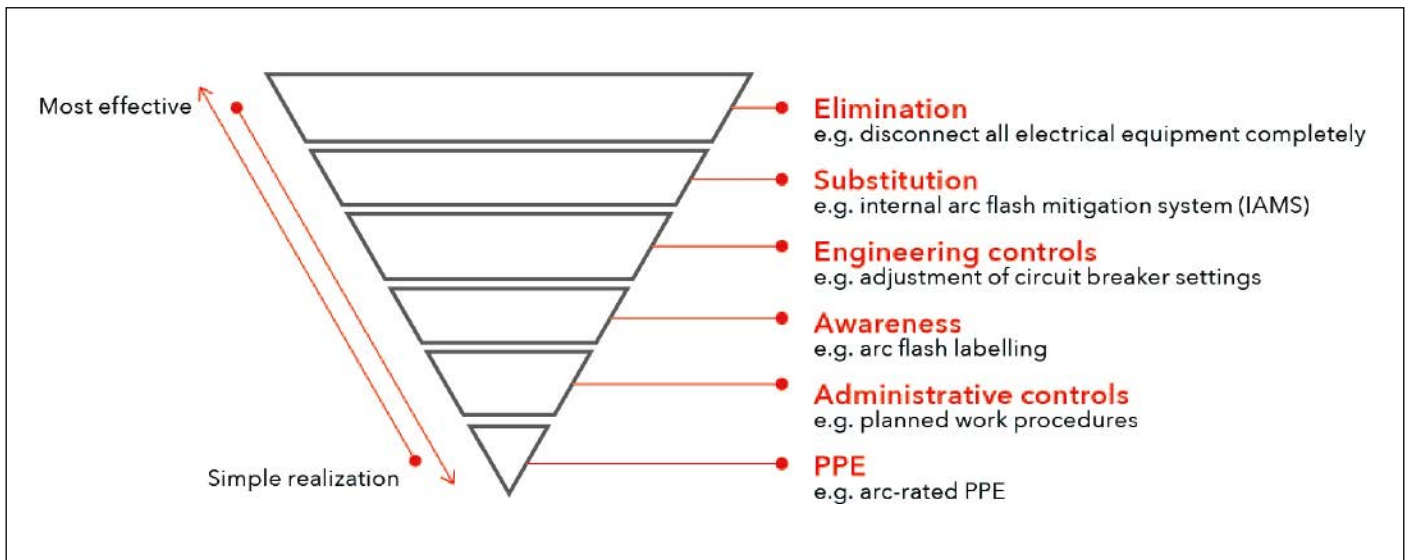 Most effective
Elimination
e.g. disconnect all electrical equipment completely
Substitution
e.g. internal arc flash mitigation system (IAMS)
Engineering controls
e.g. adjustment of circuit breaker settings
Awareness
e.g. arc flash labelling
Administrative controls
e.g. planned work procedures
Simple realization
PPE
e.g. arc-rated PPE